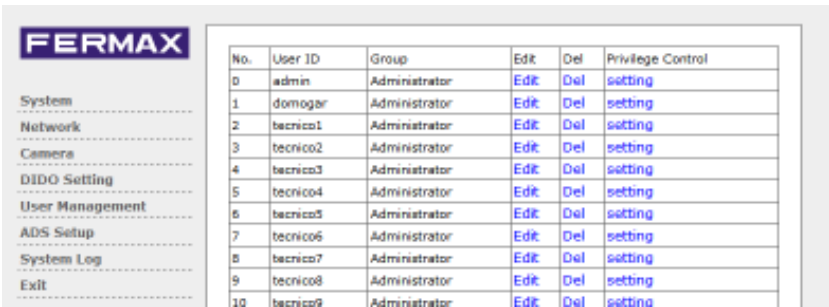 FERMAX
System
Network
Camera
DIDO Setting
User Management
ADS Setup
System Log
Exit
No. User ID Group Edit Del Privilege Control
0 admin Administrator Edit Del setting
1 domogar Administrator Edit Del setting
2 tecnico1 Administrator Edit Del setting
3 tecnico2 Administrator Edit Del setting
4 tecnico3 Administrator Edit Del setting
5 tecnico4 Administrator Edit Del setting
6 tecnico5 Administrator Edit Del setting
7 tecnico6 Administrator Edit Del setting
8 tecnico7 Administrator Edit Del setting
9 tecnico8 Administrator Edit Del setting
10 tecnico9 Administrator Edit Del setting